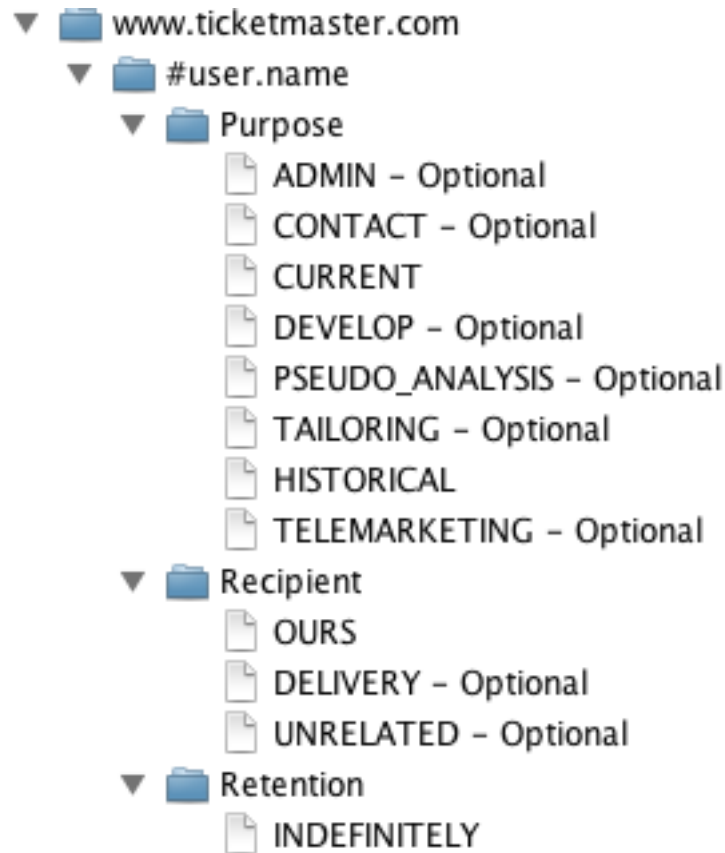 www.ticketmaster.com
#user.name
Purpose
ADMIN – Optional
CONTACT – Optional
CURRENT
DEVELOP – Optional
PSEUDO_ANALYSIS – Optional
TAILORING – Optional
HISTORICAL
TELEMARKETING – Optional
Recipient
OURS
DELIVERY – Optional
UNRELATED – Optional
Retention
INDEFINITELY